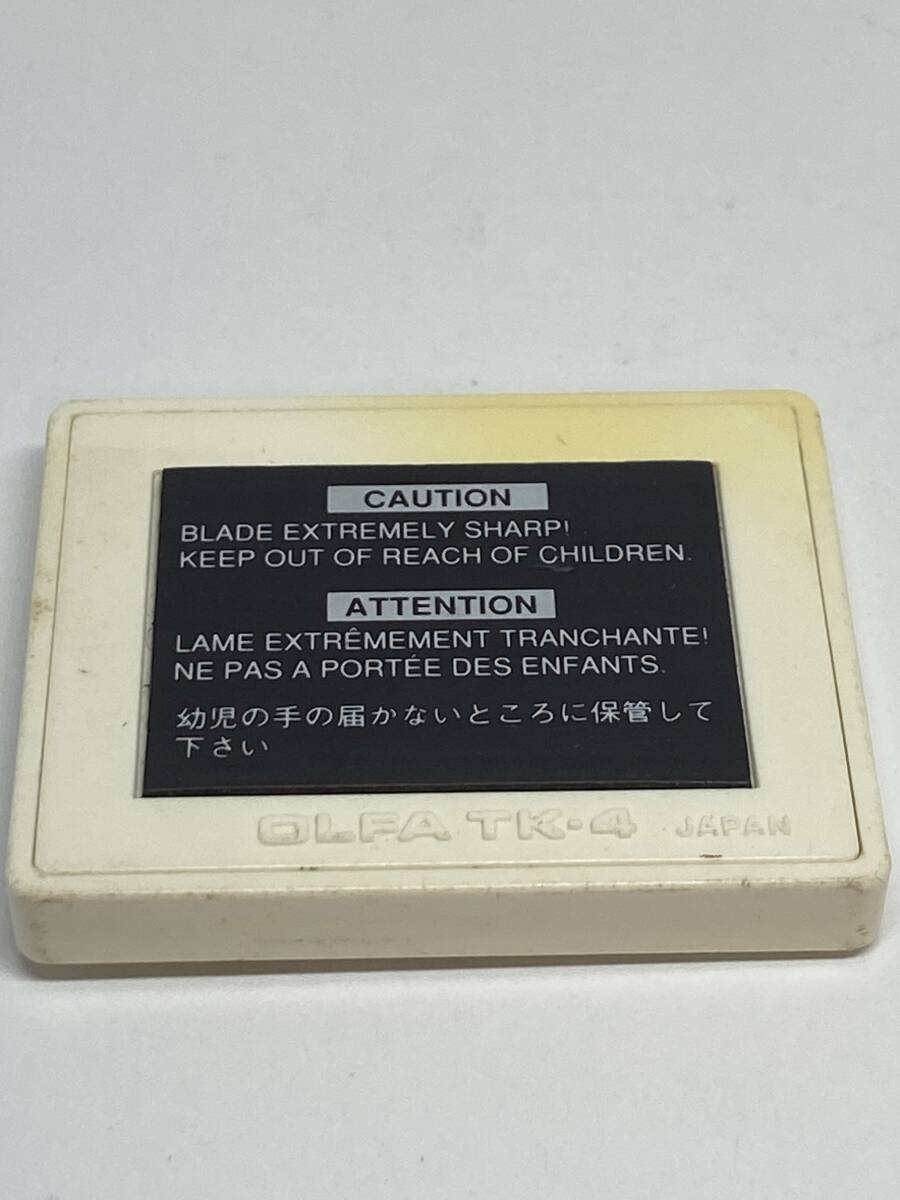 CAUTION
BLADE EXTREMELY SHARP!
KEEP OUT OF REACH OF CHILDREN.
ATTENTION
LAME EXTRÊMEMENT TRANCHANTE!
NE PAS A PORTÉE DES ENFANTS.
幼児の手の届かないところに保管して
下さい
OLFA TK·4 JAPAN